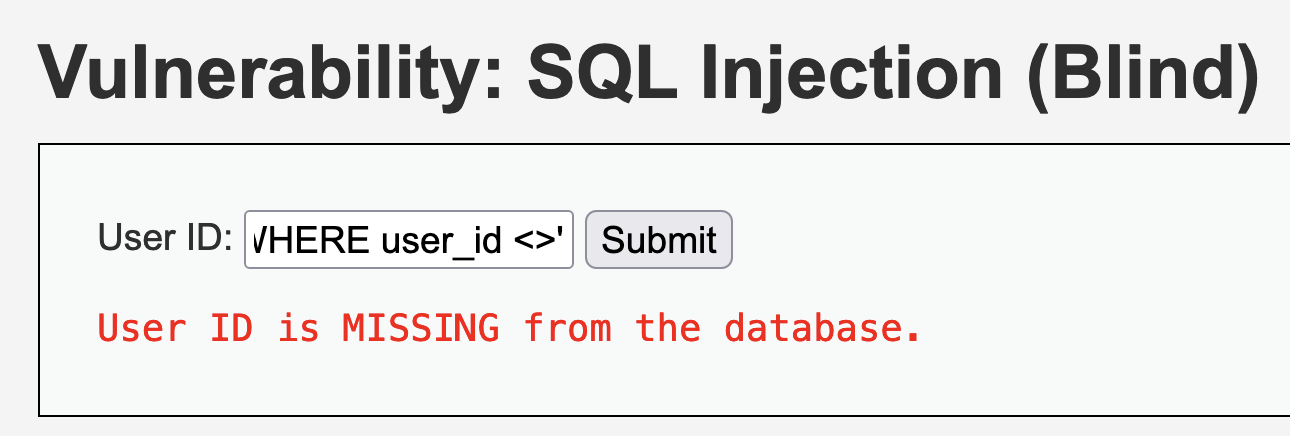 Vulnerability: SQL Injection (Blind)
User ID: WHERE user_id <>' Submit
User ID is MISSING from the database.